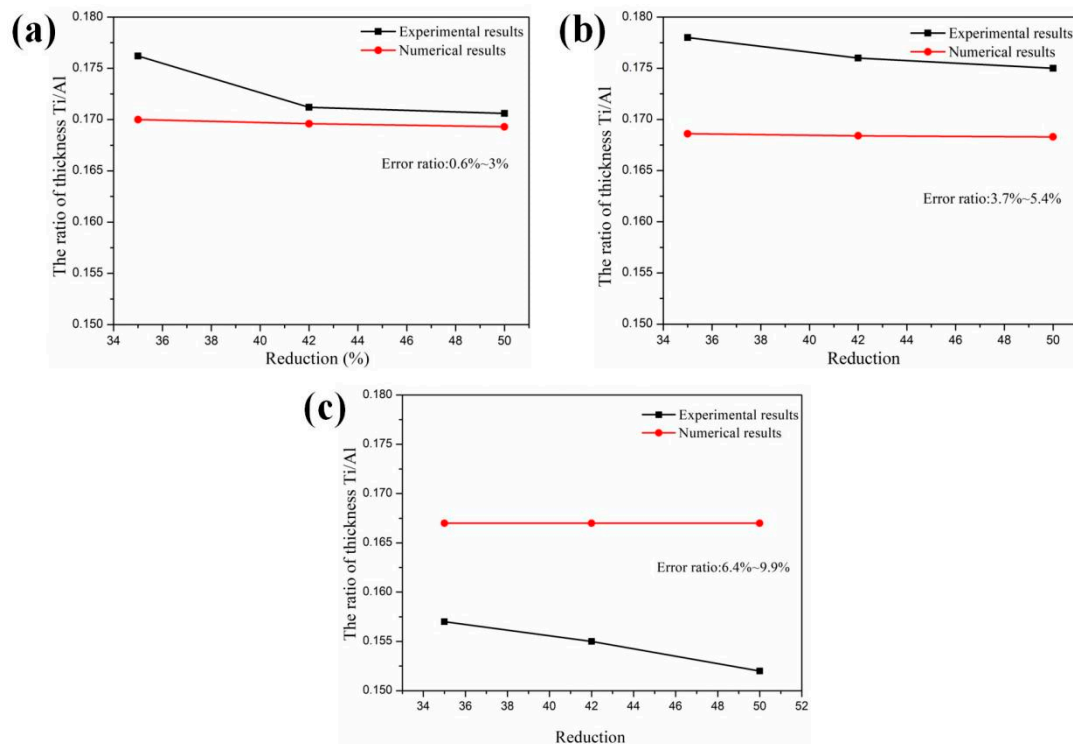 (a)
0.180
0.175
0.170
0.165
0.160
0.155
0.150
The ratio of thickness Ti/Al
Experimental results
Numerical results
Error ratio:0.6%~3%
34 36 38 40 42 44 46 48 50
Reduction (%)
(b)
0.180
0.175
0.170
0.165
0.160
0.155
0.150
The ratio of thickness Ti/Al
Experimental results
Numerical results
Error ratio:3.7%~5.4%
34 36 38 40 42 44 46 48 50
Reduction
(c)
0.180
0.175
0.170
0.165
0.160
0.155
0.150
The ratio of thickness Ti/Al
Experimental results
Numerical results
Error ratio:6.4%~9.9%
34 36 38 40 42 44 46 48 50 52
Reduction